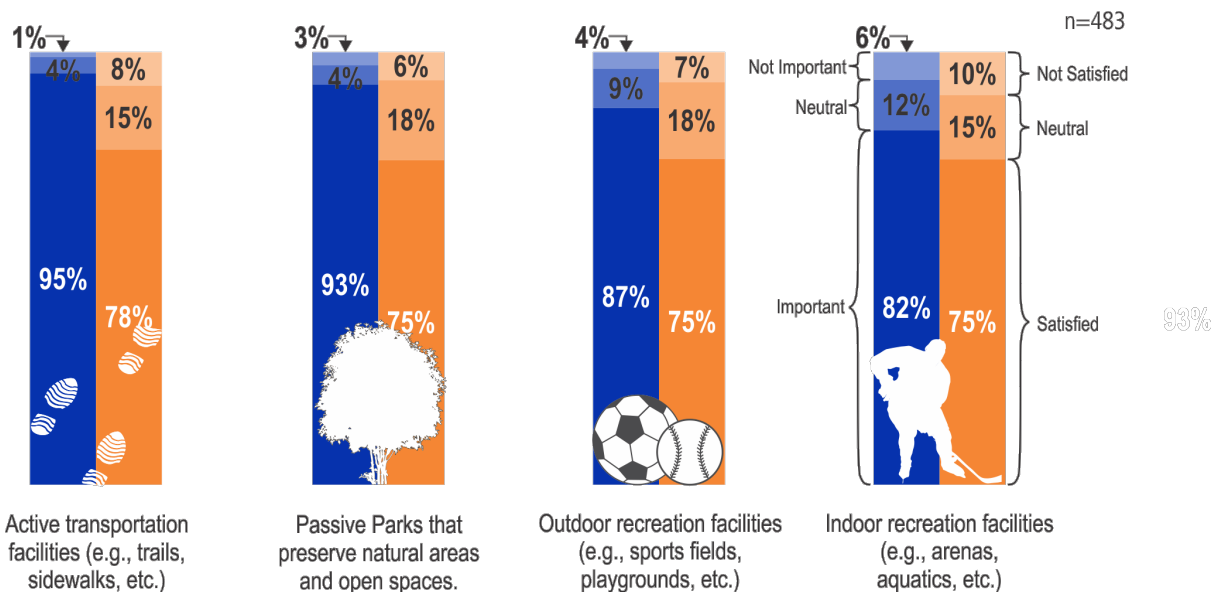 n=483
1%
4%
8%
15%
95%
78%
3%
4%
6%
18%
93%
75%
4%
9%
7%
18%
87%
75%
6%
12%
10%
15%
82%
75%
Not Important
Neutral
Important
Not Satisfied
Neutral
Satisfied
93%
Active transportation
facilities (e.g., trails,
sidewalks, etc.)
Passive Parks that
preserve natural areas
and open spaces.
Outdoor recreation facilities
(e.g., sports fields,
playgrounds, etc.)
Indoor recreation facilities
(e.g., arenas,
aquatics, etc.)